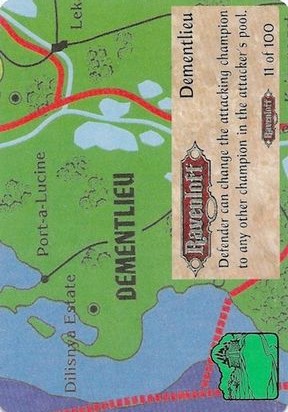 Lek
Port-a-Lucine
DEMENTLIEU
Dilisnya Estate
Dementlieu
Ravenloft
Defender can change the attacking champion
to any other champion in the attacker's pool.
Ravenloft
11 of 100